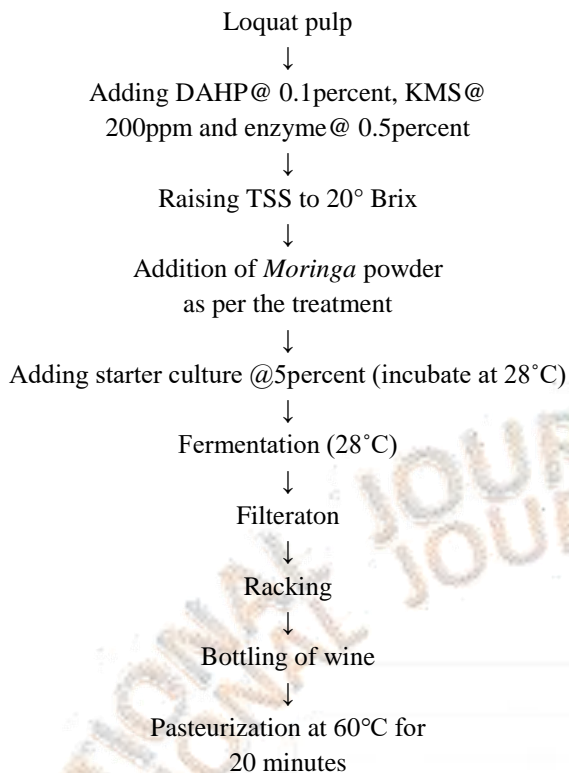 Loquat pulp
↓
Adding DAHP@ 0.1percent, KMS@
200ppm and enzyme@ 0.5percent
↓
Raising TSS to 20° Brix
↓
Addition of Moringa powder
as per the treatment
↓
Adding starter culture @5percent (incubate at 28˚C)
↓
Fermentation (28˚C)
↓
Filteraton
↓
Racking
↓
Bottling of wine
↓
Pasteurization at 60℃ for
20 minutes